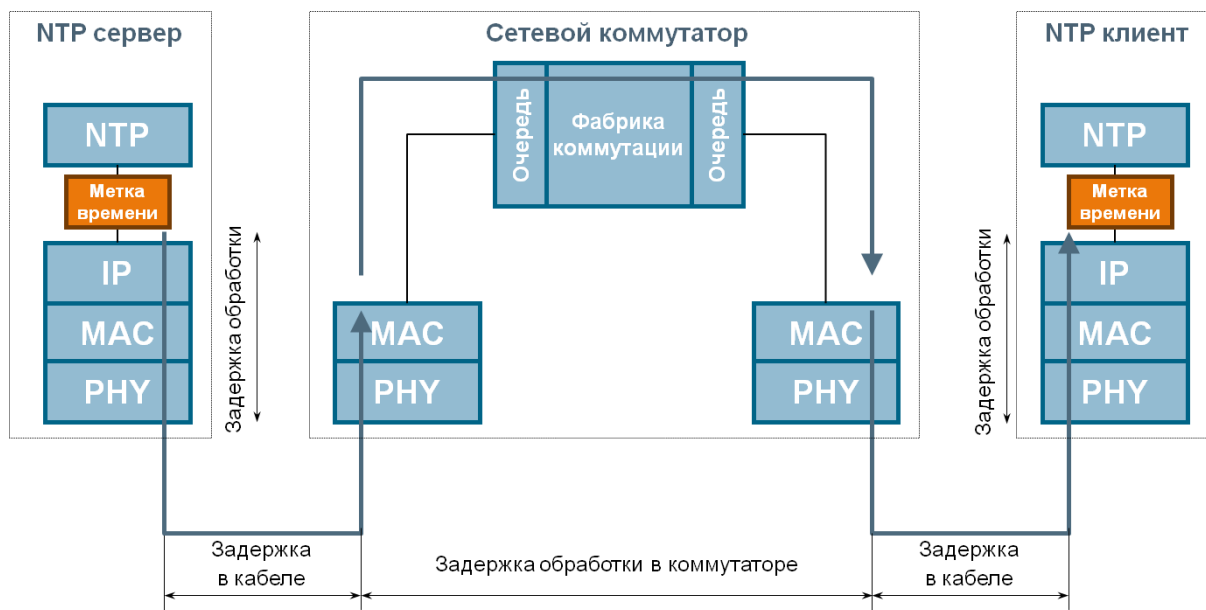 NTP сервер
Сетевой коммутатор
NTP клиент
NTP
Метка
времени
IP
MAC
PHY
Задержка обработки
Очередь
Фабрика
коммутации
Очередь
MAC
PHY
MAC
PHY
Задержка обработки
NTP
Метка
времени
IP
MAC
PHY
Задержка
в кабеле
Задержка обработки в коммутаторе
Задержка
в кабеле